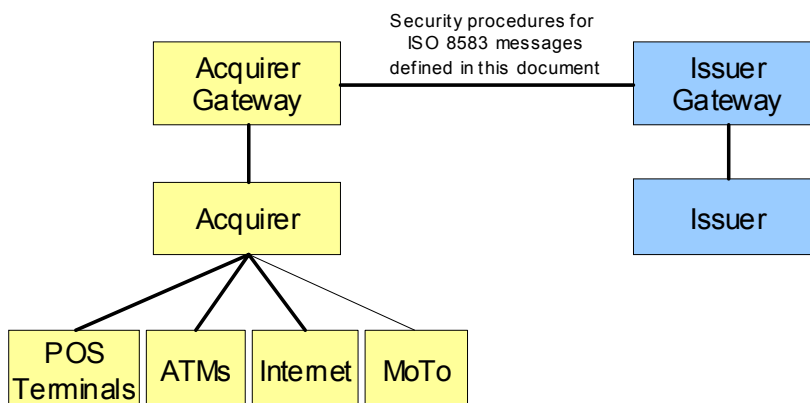 Security procedures for
ISO 8583 messages
defined in this document
Acquirer
Gateway
Issuer
Gateway
Acquirer
Issuer
POS
Terminals
ATMs
Internet
MoTo